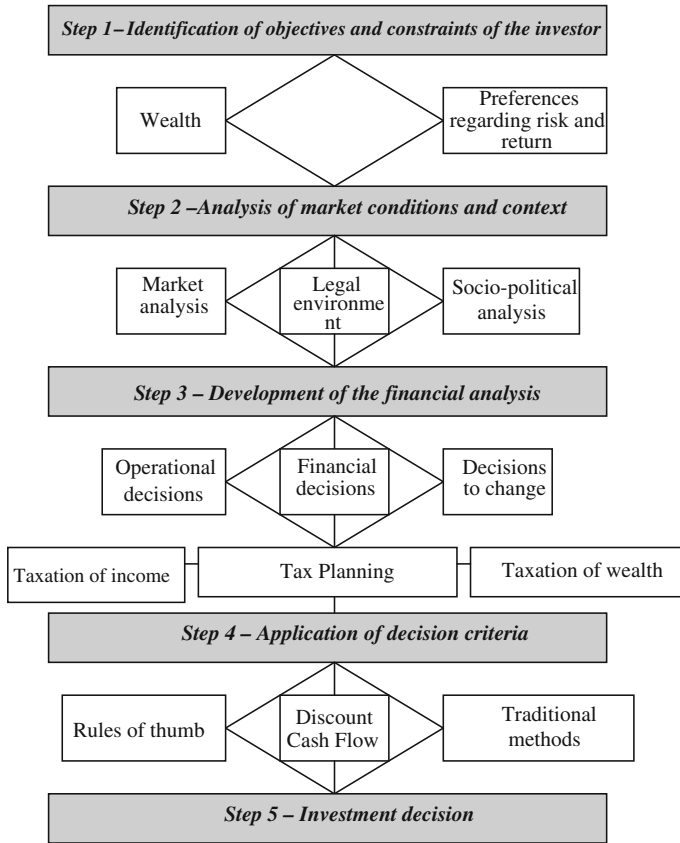 Step 1–Identification of objectives and constraints of the investor
Wealth
Preferences
regarding risk and
return
Step 2 –Analysis of market conditions and context
Market
analysis
Legal
environme
nt
Socio-political
analysis
Step 3 – Development of the financial analysis
Operational
decisions
Financial
decisions
Decisions
to change
Taxation of income
Tax Planning
Taxation of wealth
Step 4 – Application of decision criteria
Rules of thumb
Discount
Cash Flow
Traditional
methods
Step 5 – Investment decision